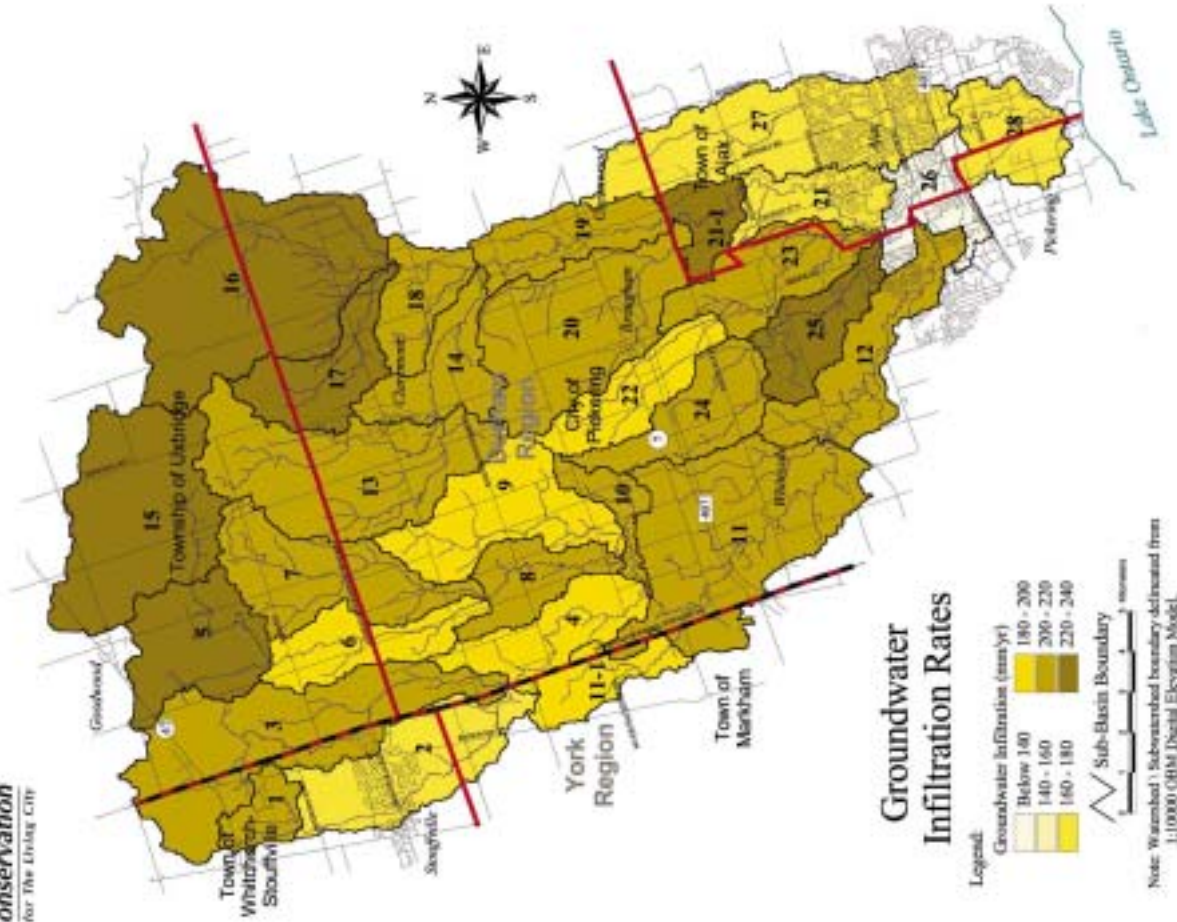 onservation
for The Living City
Goodwood
Township of Uxbridge
Town of
Whitchurch
Stouffville
Stouffville
York
Region
Town of
Markham
Durham
Region
City of
Pickering
Claremont
Brougham
Greenwood
Town of
Ajax
Ajax
Pickering
Whitevale
Lake Ontario
N
W
E
S
1
2
3
4
5
6
7
8
9
10
11
11-1
12
13
14
15
16
17
18
19
20
21
21-1
22
23
24
25
26
27
28
407
401
Groundwater
Infiltration Rates
Legend:
Groundwater Infiltration (mm/yr)
Below 140
140 - 160
160 - 180
180 - 200
200 - 220
220 - 240
Sub-Basin Boundary
Note: Watershed \ Subwatershed boundary delineated from
1:10000 OBM Digital Elevation Model.